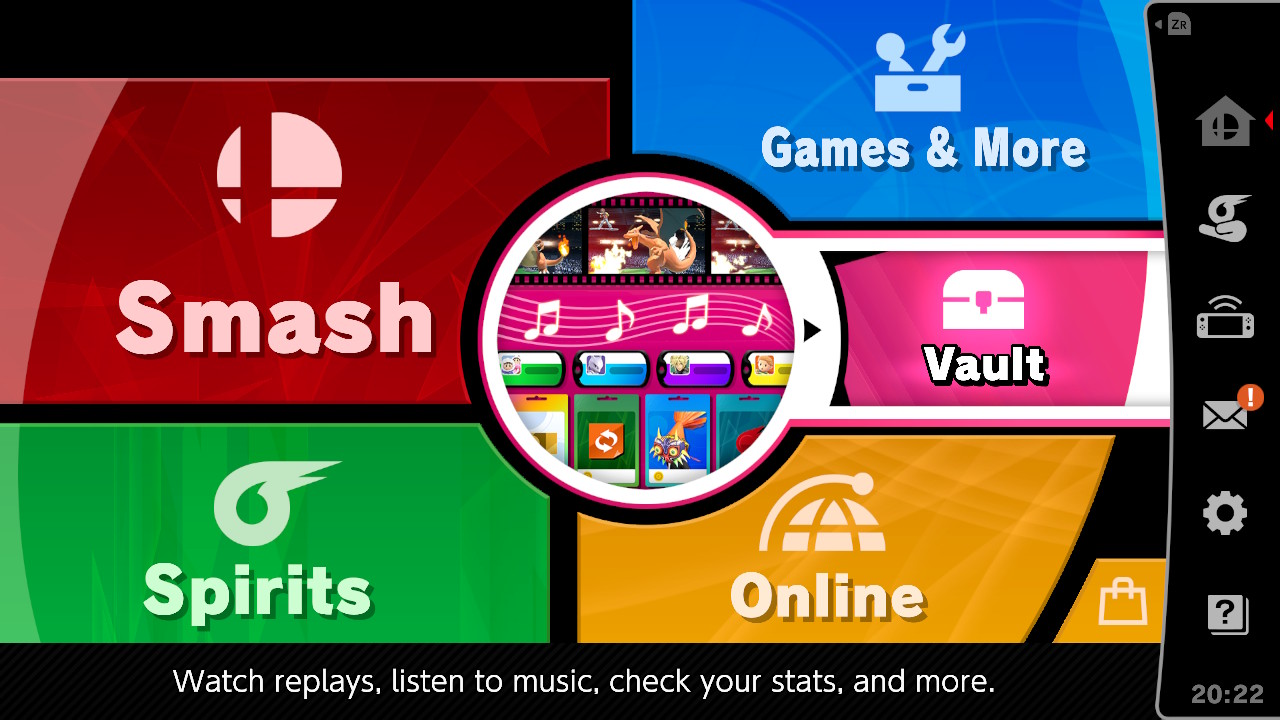 ZR
Games & More
Smash
Vault
Spirits
Online
Watch replays, listen to music, check your stats, and more.
20:22